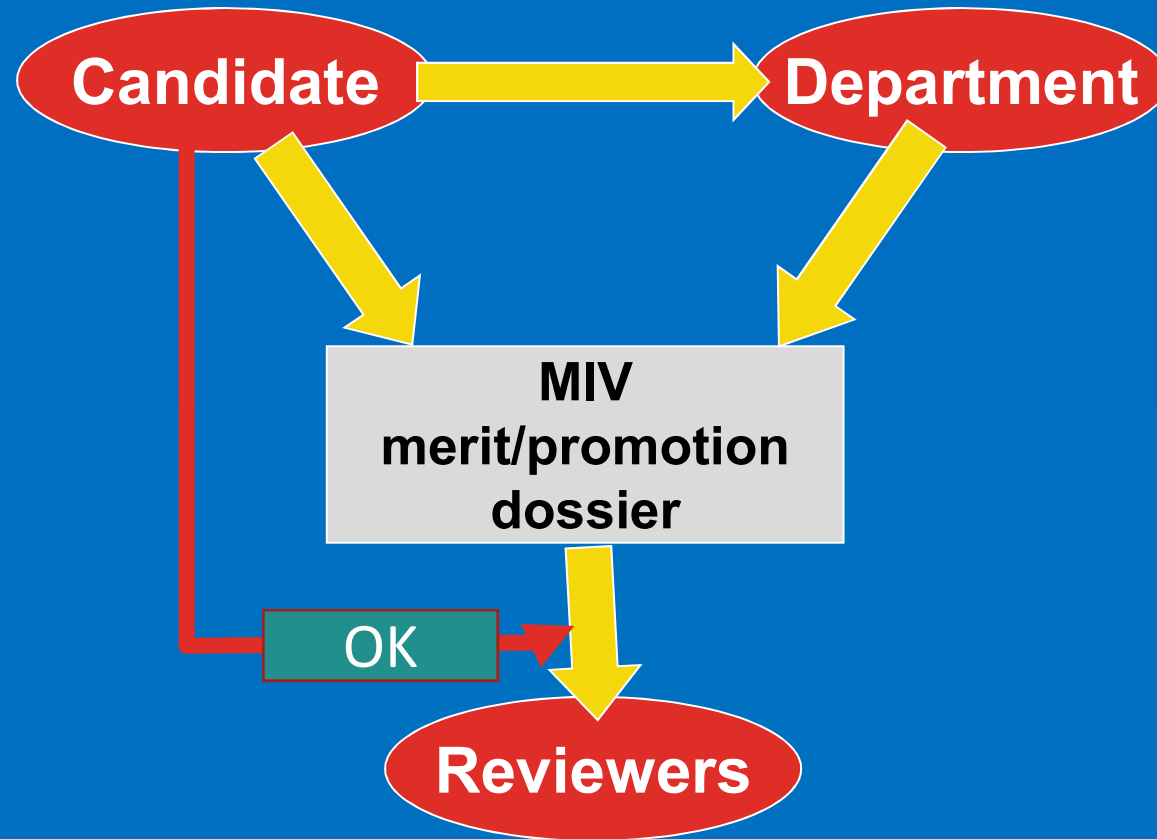 Candidate
Department
MIV
merit/promotion
dossier
OK
Reviewers